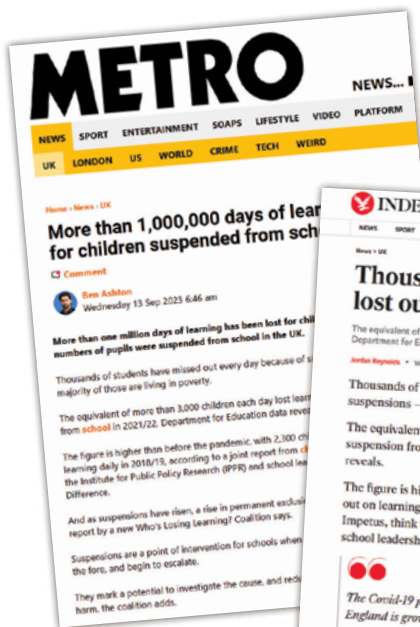 METRO
NEWS...
NEWS SPORT ENTERTAINMENT SOAPS LIFESTYLE VIDEO PLATFORM
UK LONDON US WORLD CRIME TECH WEIRD
Home › News › UK
More than 1,000,000 days of lear
for children suspended from sch
Comment
Ben Ashton
Wednesday 13 Sep 2023 6:46 am
More than one million days of learning has been lost for chil
numbers of pupils were suspended from school in the UK.
Thousands of students have missed out every day because of s
majority of those are living in poverty.
The equivalent of more than 3,000 children each day lost lear
from school in 2021/22, Department for Education data revea
The figure is higher than before the pandemic, with 2,300 chi
learning daily in 2018/19, according to a joint report from c
the Institute for Public Policy Research (IPPR) and school lea
Difference.
And as suspensions have risen, a rise in permanent exclusi
report by a new Who's Losing Learning? Coalition says.
Suspensions are a point of intervention for schools when
the fore, and begin to escalate.
They mark a potential to investigate the cause, and redu
harm, the coalition adds.
INDE
NEWS SPORT
News > UK
Thous
lost ou
The equivalent of
Department for E
Jordan Reynolds
Thousands of
suspensions –
The equivalen
suspension fro
reveals.
The figure is hi
out on learning
Impetus, think
school leadersh
The Covid-19 p
England is grou